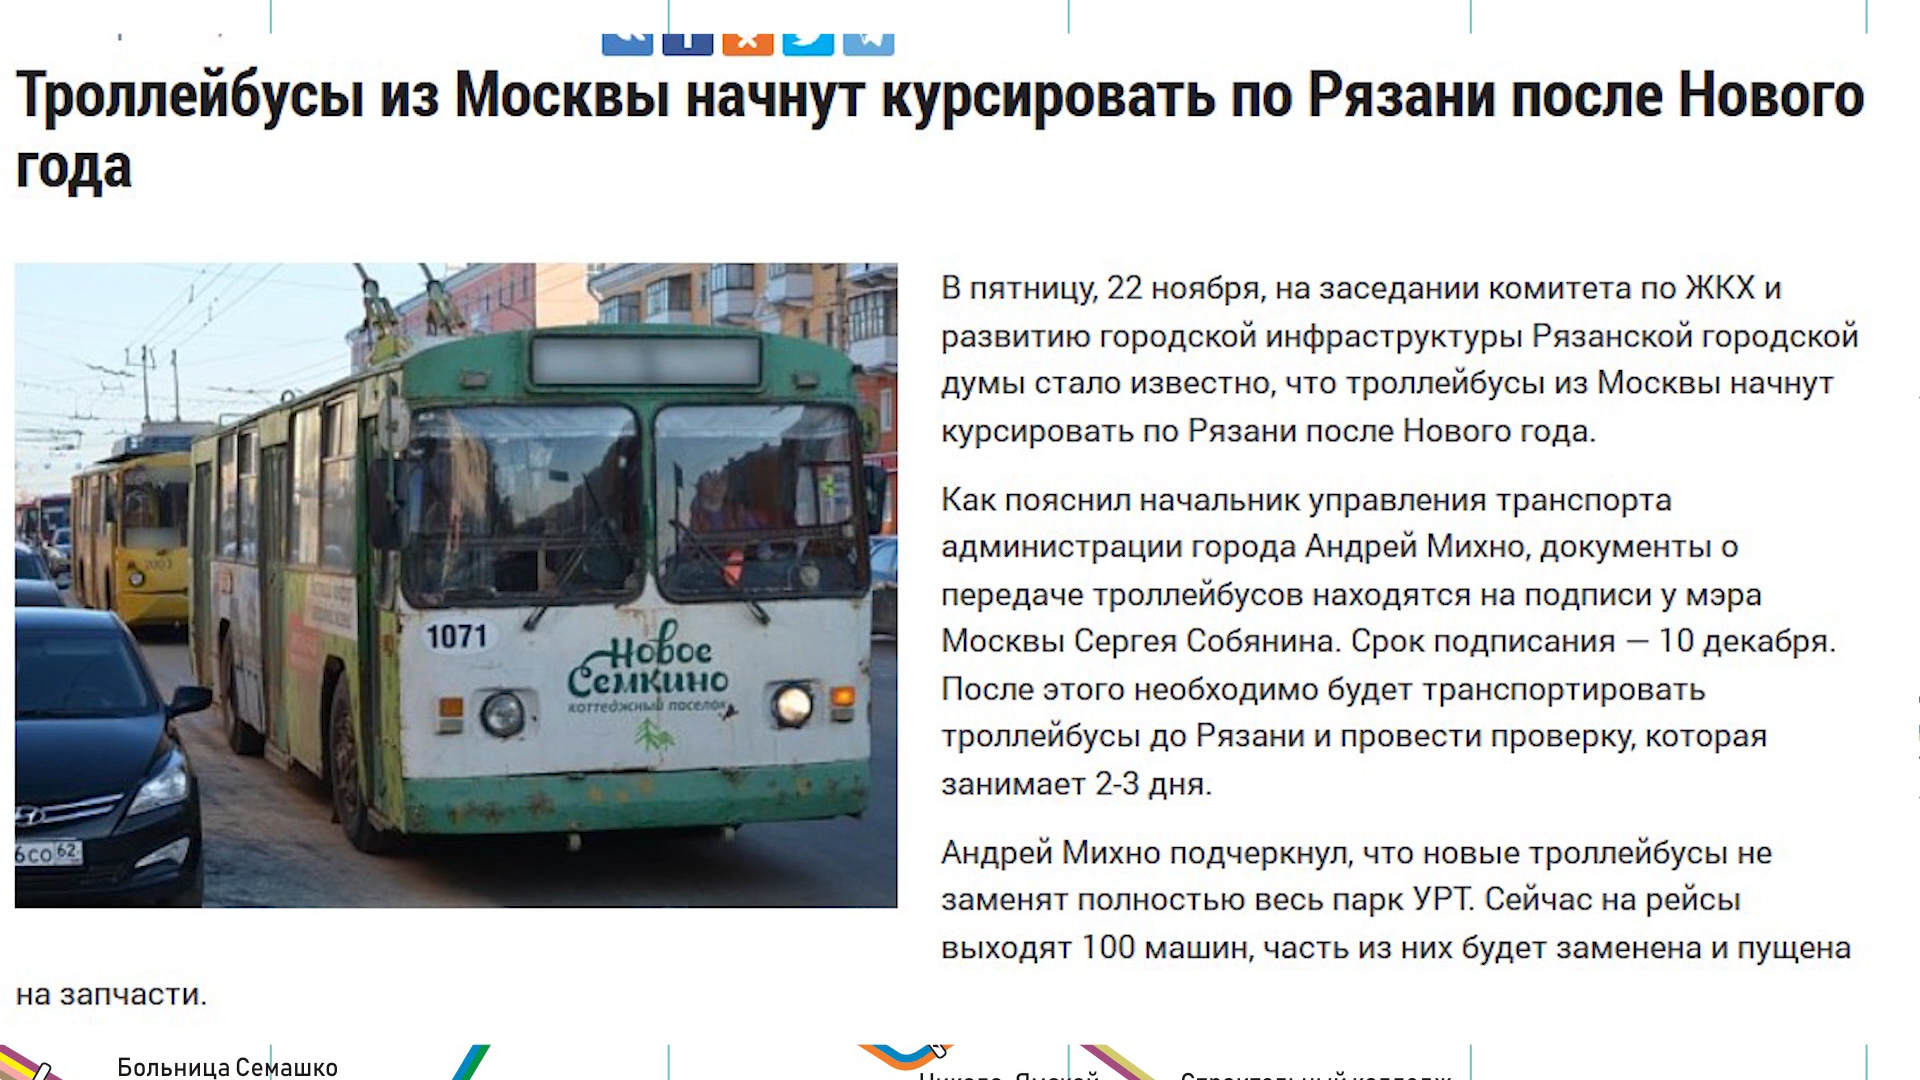 Троллейбусы из Москвы начнут курсировать по Рязани после Нового
года
В пятницу, 22 ноября, на заседании комитета по ЖКХ и
развитию городской инфраструктуры Рязанской городской
думы стало известно, что троллейбусы из Москвы начнут
курсировать по Рязани после Нового года.
Как пояснил начальник управления транспорта
администрации города Андрей Михно, документы о
передаче троллейбусов находятся на подписи у мэра
Москвы Сергея Собянина. Срок подписания — 10 декабря.
После этого необходимо будет транспортировать
троллейбусы до Рязани и провести проверку, которая
занимает 2-3 дня.
Андрей Михно подчеркнул, что новые троллейбусы не
заменят полностью весь парк УРТ. Сейчас на рейсы
выходят 100 машин, часть из них будет заменена и пущена
на запчасти.
2003
1071
Новое
Семкино
коттеджный поселок
6СО 62
Больница Семашко